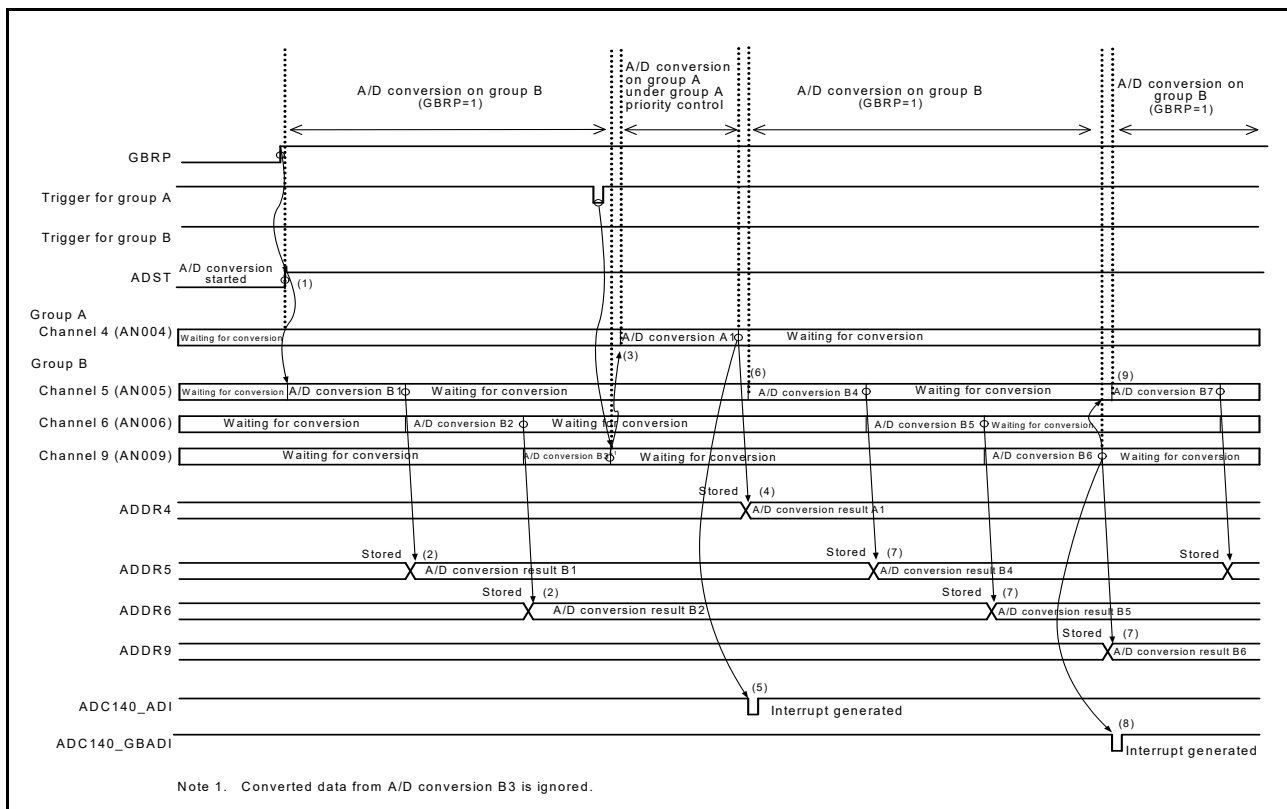 A/D conversion on group B
(GBRP=1)
A/D conversion
on group A
under group A
priority control
A/D conversion on group B
(GBRP=1)
A/D conversion on
group B
(GBRP=1)
GBRP
Trigger for group A
Trigger for group B
ADST
A/D conversion
started
(1)
Group A
Channel 4 (AN004)
Waiting for conversion
A/D conversion A1
Waiting for conversion
(3)
Group B
Channel 5 (AN005)
Waiting for conversion
A/D conversion B1
Waiting for conversion
(6)
A/D conversion B4
Waiting for conversion
(9)
A/D conversion B7
Channel 6 (AN006)
Waiting for conversion
A/D conversion B2
Waiting for conversion
A/D conversion B5
Waiting for conversion
Channel 9 (AN009)
Waiting for conversion
A/D conversion B3*1
Waiting for conversion
A/D conversion B6
Waiting for conversion
ADDR4
Stored
(4)
A/D conversion result A1
ADDR5
Stored
(2)
A/D conversion result B1
Stored
(7)
A/D conversion result B4
Stored
ADDR6
Stored
(2)
A/D conversion result B2
Stored
(7)
A/D conversion result B5
ADDR9
Stored
(7)
A/D conversion result B6
ADC140_ADI
(5)
Interrupt generated
ADC140_GBADI
(8)
Interrupt generated
Note 1. Converted data from A/D conversion B3 is ignored.